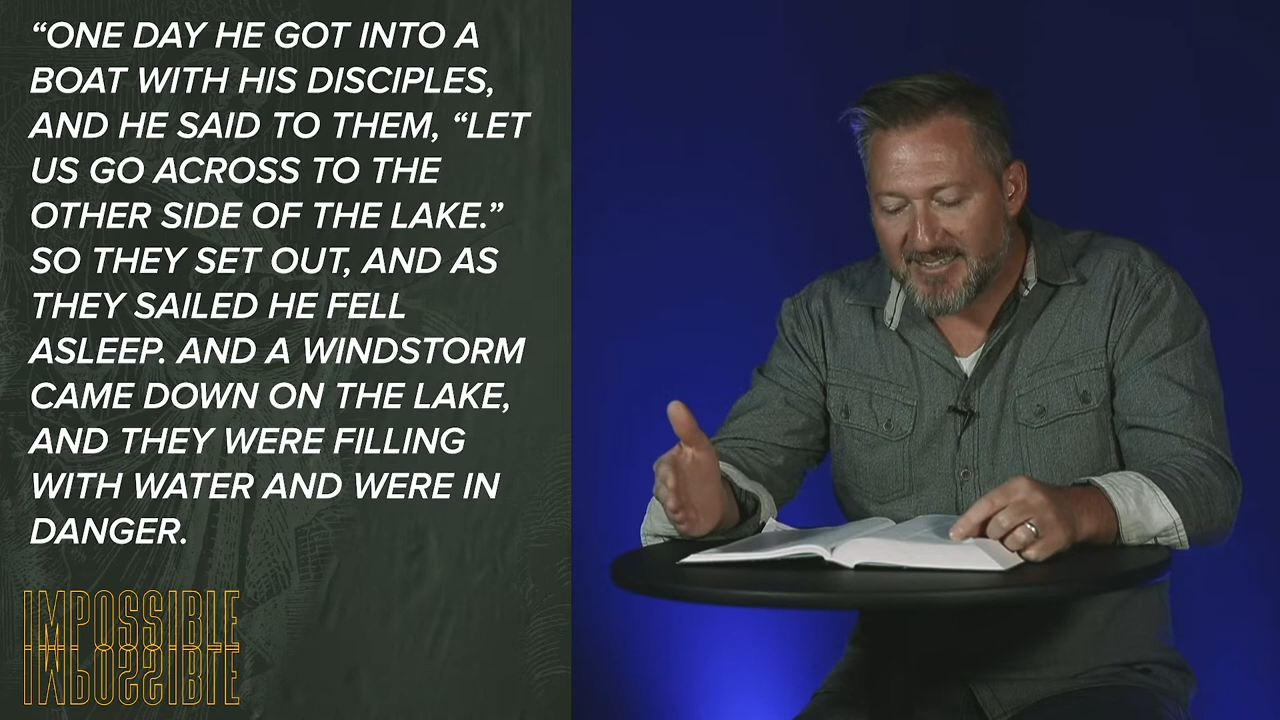 “ONE DAY HE GOT INTO A
BOAT WITH HIS DISCIPLES,
AND HE SAID TO THEM, “LET
US GO ACROSS TO THE
OTHER SIDE OF THE LAKE.”
SO THEY SET OUT, AND AS
THEY SAILED HE FELL
ASLEEP. AND A WINDSTORM
CAME DOWN ON THE LAKE,
AND THEY WERE FILLING
WITH WATER AND WERE IN
DANGER.
IMPOSSIBLE
IMPOSSIBLE